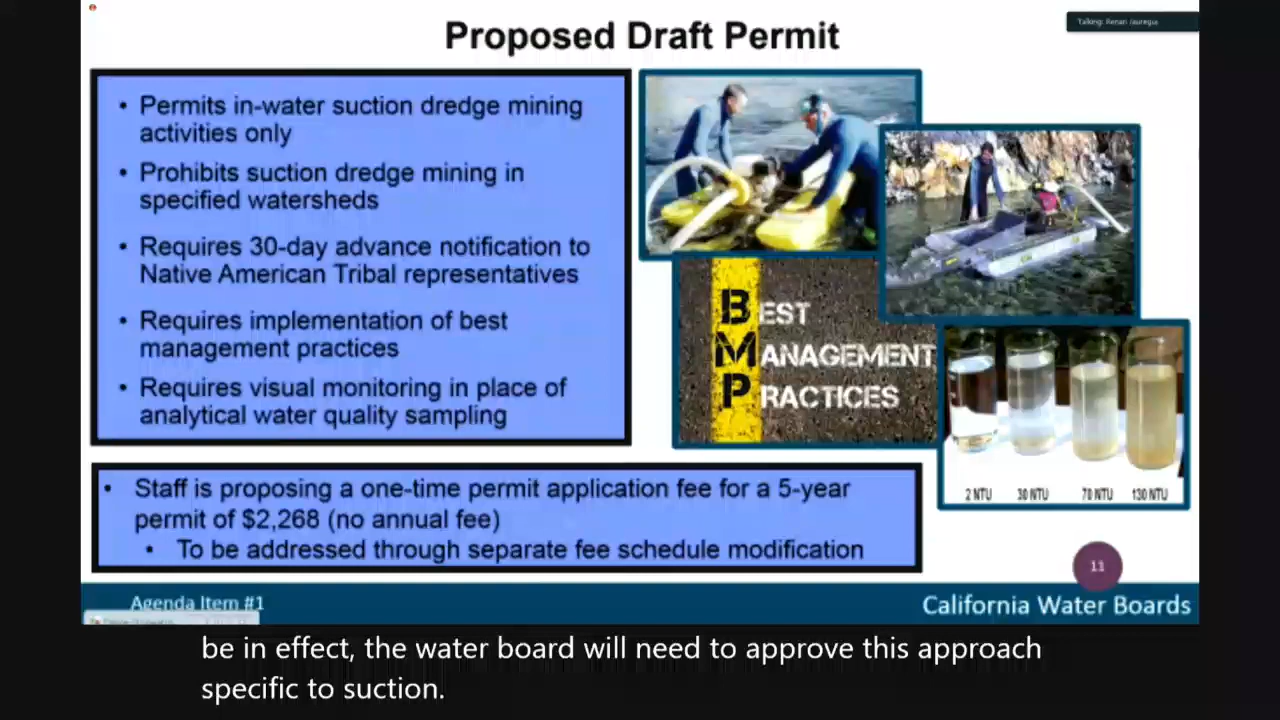 Proposed Draft Permit
• Permits in-water suction dredge mining
activities only
• Prohibits suction dredge mining in
specified watersheds
• Requires 30-day advance notification to
Native American Tribal representatives
• Requires implementation of best
management practices
• Requires visual monitoring in place of
analytical water quality sampling
BEST
MANAGEMENT
PRACTICES
2 NTU 30 NTU 70 NTU 130 NTU
• Staff is proposing a one-time permit application fee for a 5-year
permit of $2,268 (no annual fee)
• To be addressed through separate fee schedule modification
11
Agenda Item #1
California Water Boards
be in effect, the water board will need to approve this approach
specific to suction.